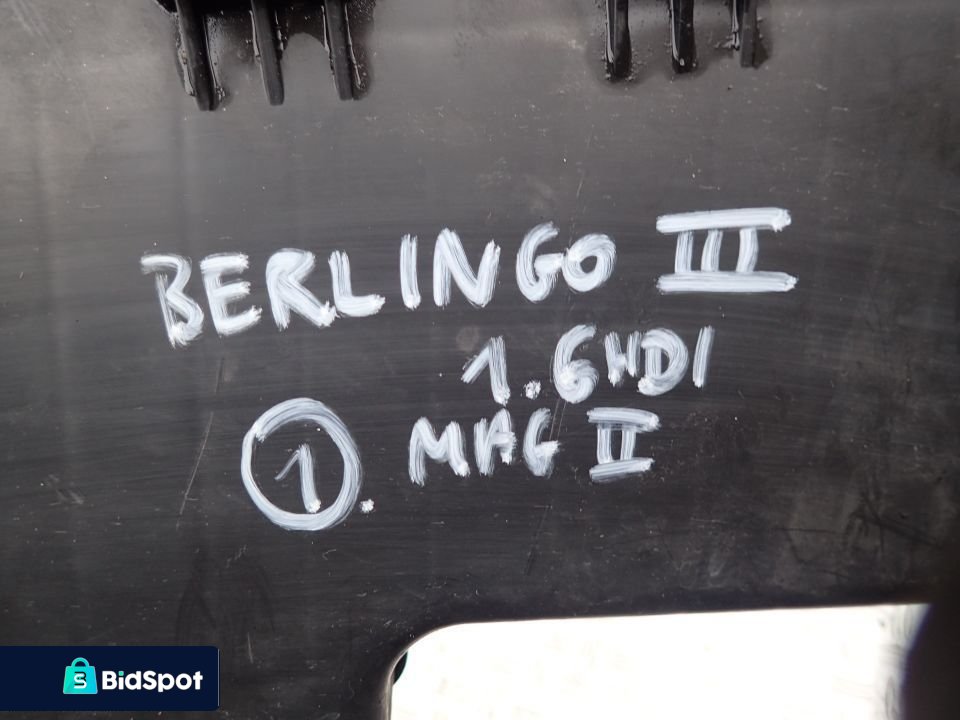 BERLINGO III
1.6HDI
1. MAG II
BidSpot